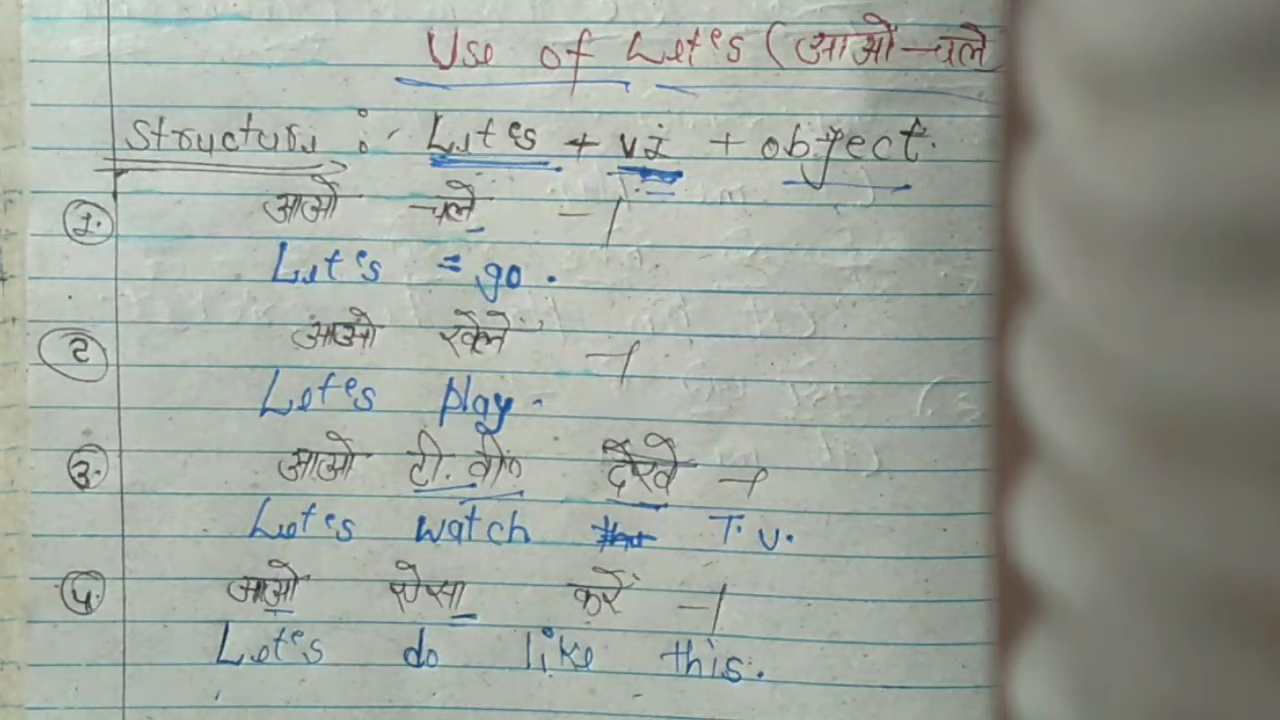 Use of Let's (आओ-चले
Structure :- Let's + v1 + object.
1. आओ चले -।
Let's = go.
2 आओ खेलें -।
Let's play.
3. आओ टी. वी० देखे -।
Let's watch T.V.
4. आओ ऐसा करें -।
Let's do like this.